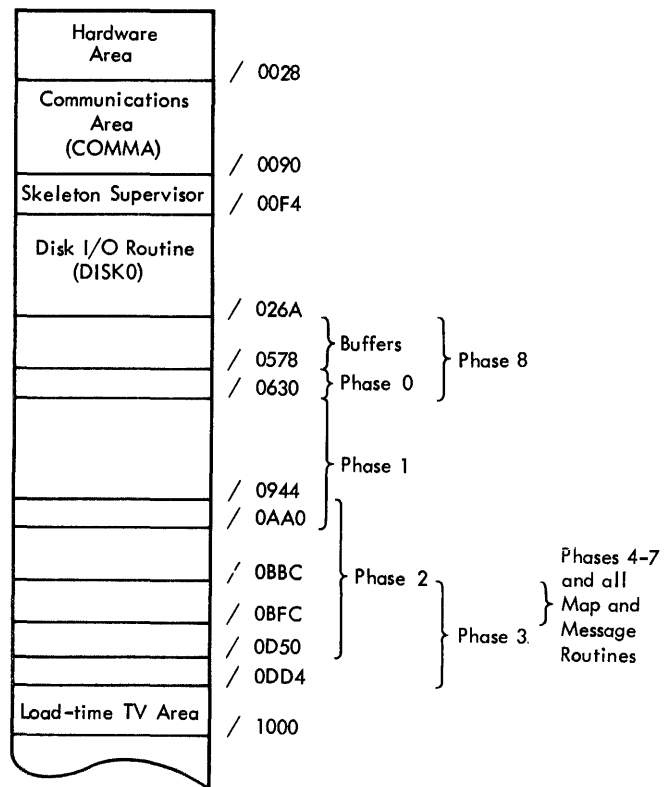 Hardware
Area
/ 0028
Communications
Area
(COMMA)
/ 0090
Skeleton Supervisor
/ 00F4
Disk I/O Routine
(DISK0)
/ 026A
Buffers
Phase 8
/ 0578
/ 0630
Phase 0
Phase 1
/ 0944
/ 0AA0
Phase 2
/ 0BBC
/ 0BFC
/ 0D50
/ 0DD4
Phase 3.
Phases 4-7
and all
Map and
Message
Routines
Load-time TV Area
/ 1000